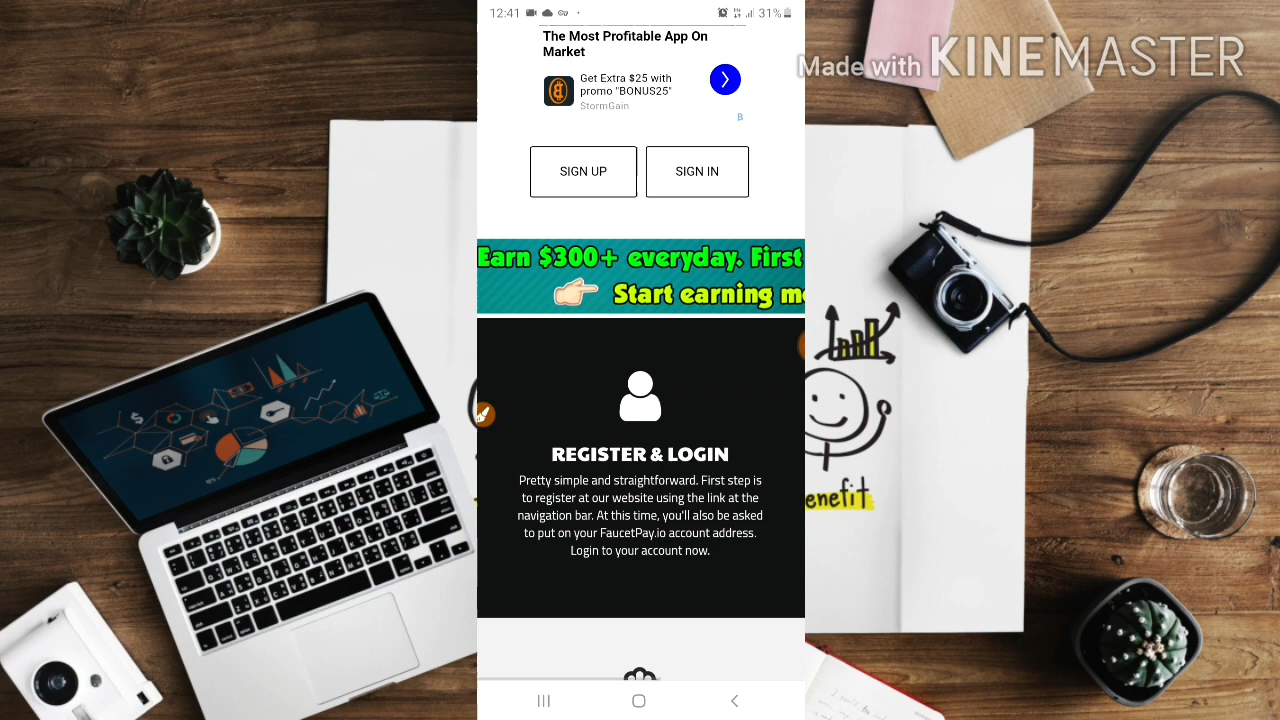 12:41
31%
Made with KINEMASTER
The Most Profitable App On
Market
Get Extra $25 with
promo "BONUS25"
StormGain
SIGN UP
SIGN IN
Earn $300+ everyday. First
Start earning
REGISTER & LOGIN
Pretty simple and straightforward. First step is
to register at our website using the link at the
navigation bar. At this time, you'll also be asked
to put on your FaucetPay.io account address.
Login to your account now.
enefit